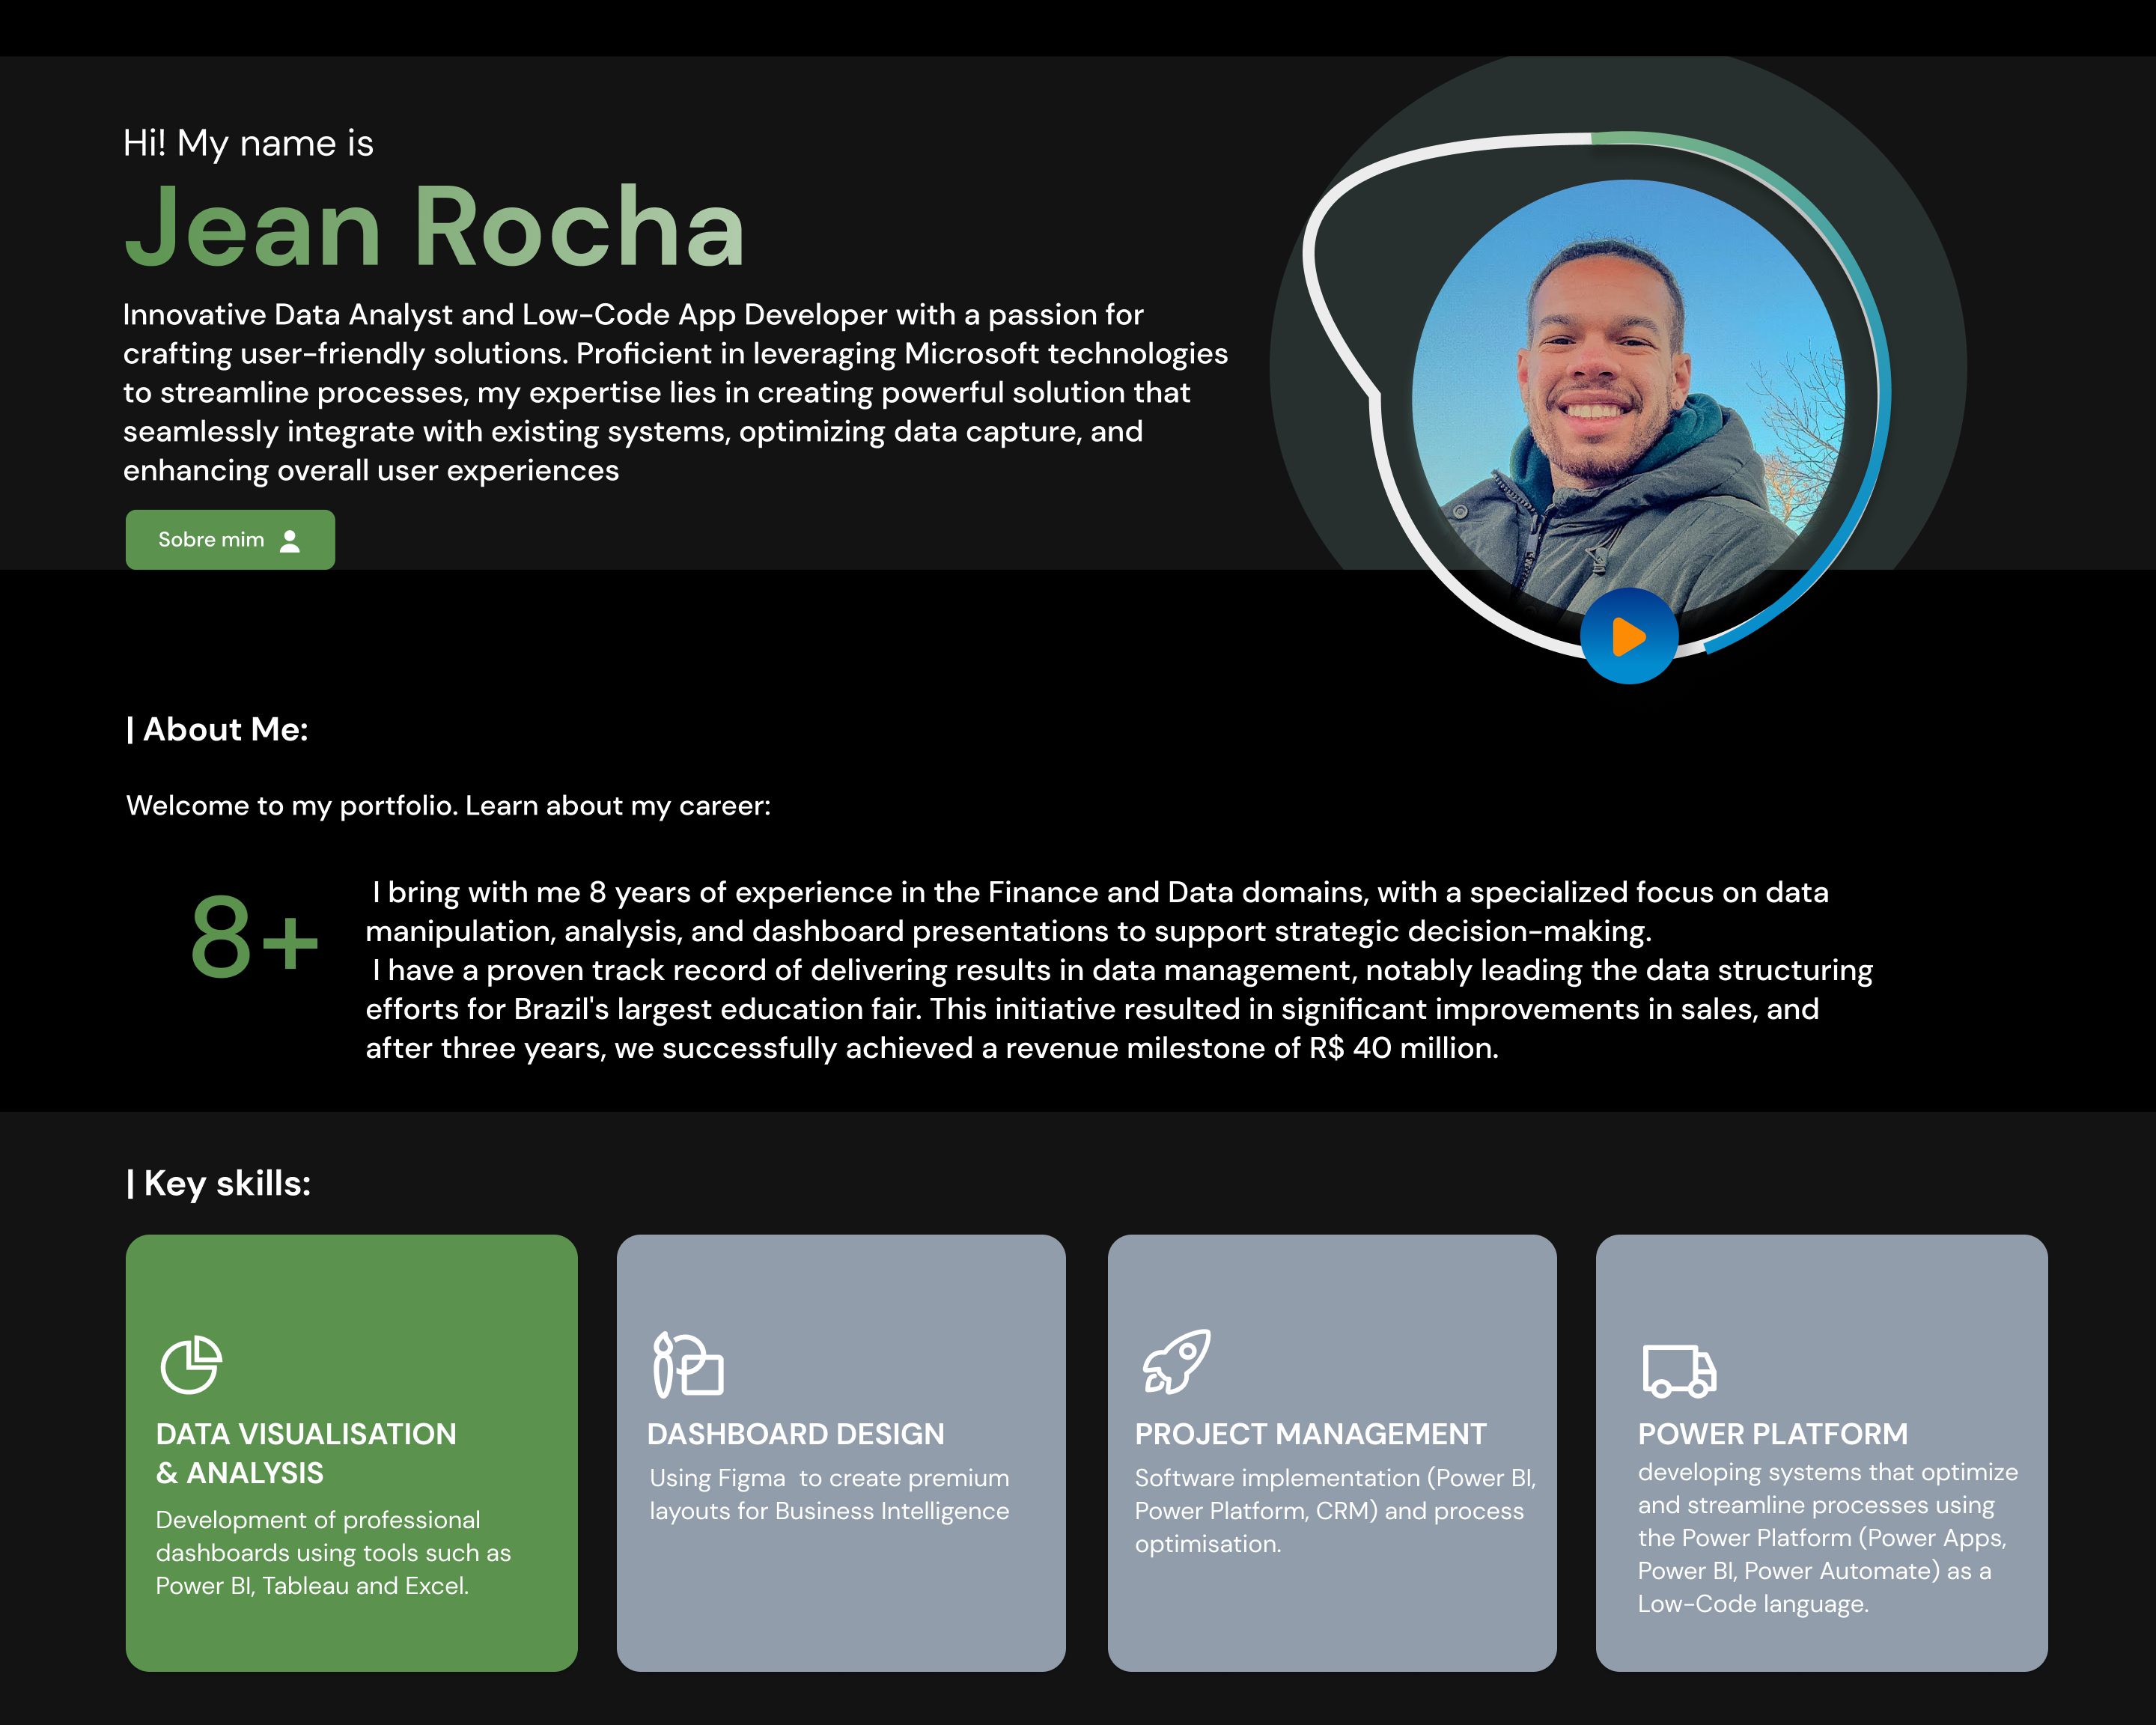 Hi! My name is
Jean Rocha
Innovative Data Analyst and Low-Code App Developer with a passion for
crafting user-friendly solutions. Proficient in leveraging Microsoft technologies
to streamline processes, my expertise lies in creating powerful solution that
seamlessly integrate with existing systems, optimizing data capture, and
enhancing overall user experiences
Sobre mim
| About Me:
Welcome to my portfolio. Learn about my career:
8+
I bring with me 8 years of experience in the Finance and Data domains, with a specialized focus on data
manipulation, analysis, and dashboard presentations to support strategic decision-making.
I have a proven track record of delivering results in data management, notably leading the data structuring
efforts for Brazil's largest education fair. This initiative resulted in significant improvements in sales, and
after three years, we successfully achieved a revenue milestone of R$ 40 million.
| Key skills:
DATA VISUALISATION
& ANALYSIS
Development of professional
dashboards using tools such as
Power BI, Tableau and Excel.
DASHBOARD DESIGN
Using Figma  to create premium
layouts for Business Intelligence
PROJECT MANAGEMENT
Software implementation (Power BI,
Power Platform, CRM) and process
optimisation.
POWER PLATFORM
developing systems that optimize
and streamline processes using
the Power Platform (Power Apps,
Power BI, Power Automate) as a
Low-Code language.